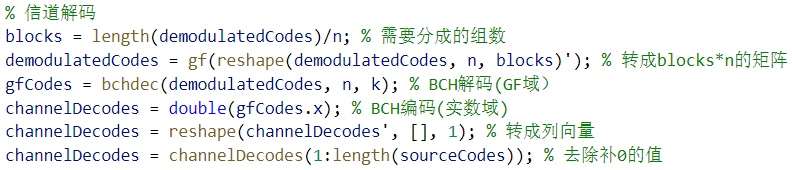 % 信道解码
blocks = length(demodulatedCodes)/n; % 需要分成的组数
demodulatedCodes = gf(reshape(demodulatedCodes, n, blocks)'); % 转成blocks*n的矩阵
gfCodes = bchdec(demodulatedCodes, n, k); % BCH解码(GF域）
channelDecodes = double(gfCodes.x); % BCH编码(实数域)
channelDecodes = reshape(channelDecodes', [], 1); % 转成列向量
channelDecodes = channelDecodes(1:length(sourceCodes)); % 去除补0的值